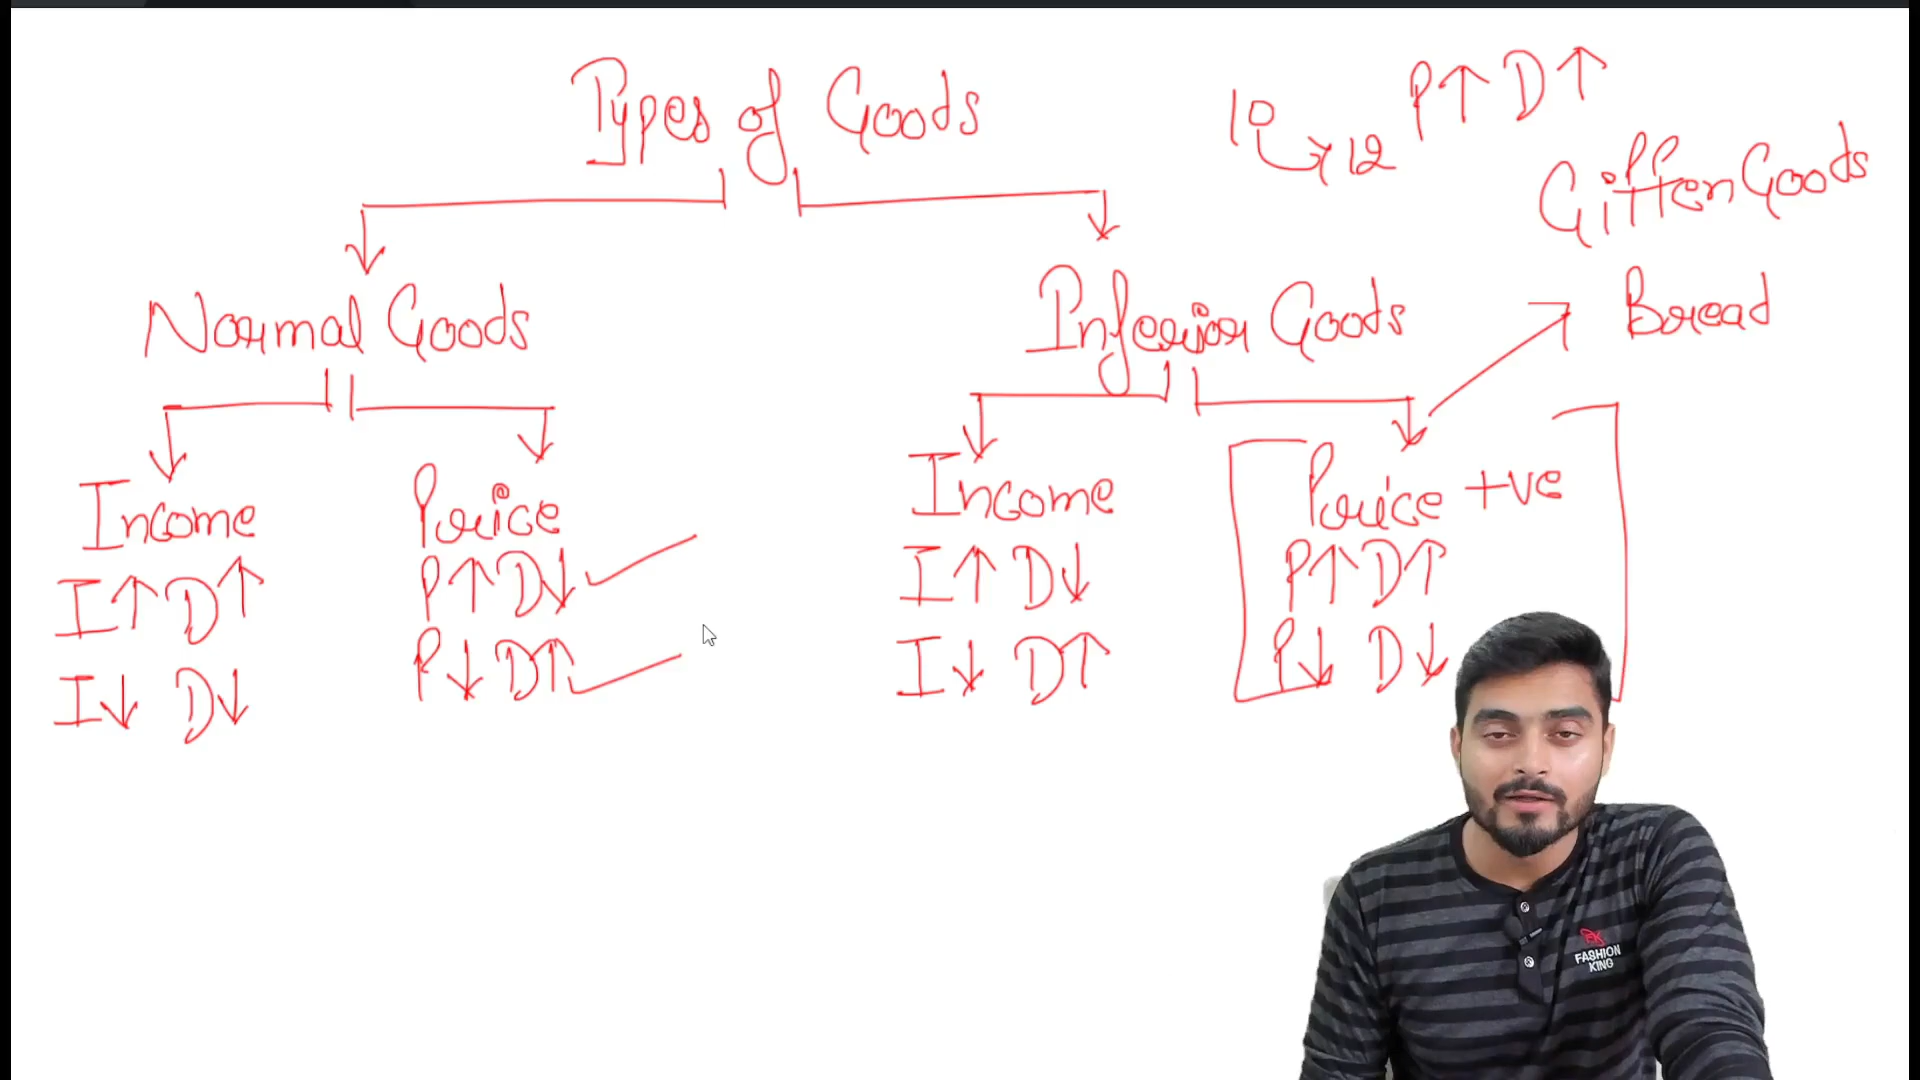 Types of Goods
10 → 12 P↑ D↑
Giffen Goods
Normal Goods
Inferior Goods
Bread
Income
Price
Income
Price +ve
I↑ D↑
P↑ D↓
I↑ D↓
P↑ D↑
I↓ D↓
P↓ D↑
I↓ D↑
P↓ D↓
FASHION
KING